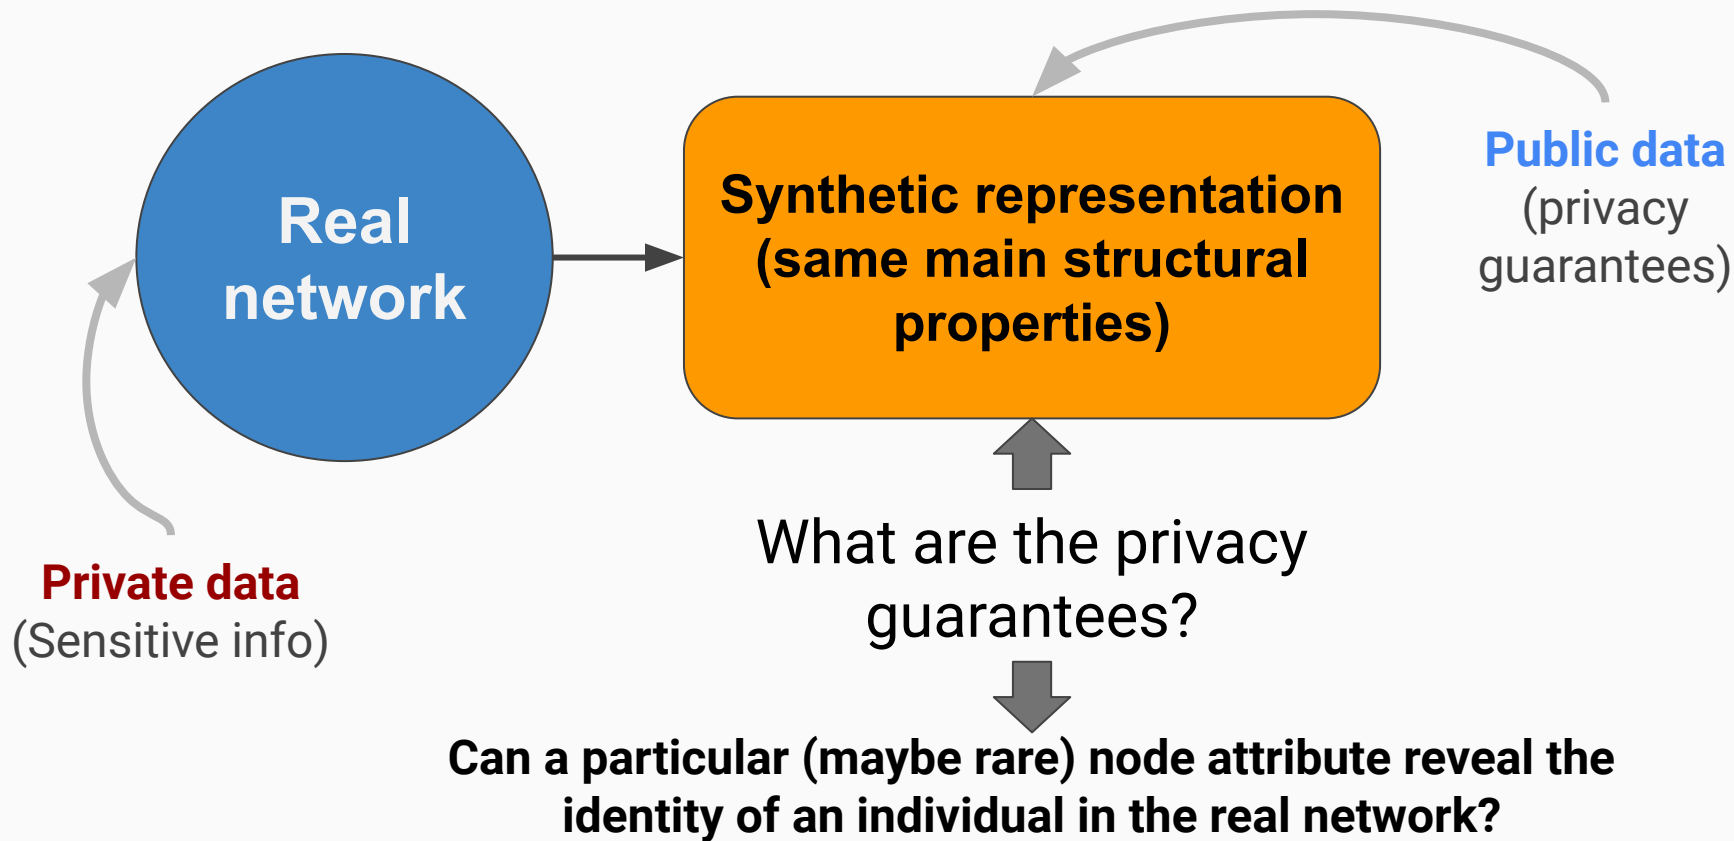 Real
network
Synthetic representation
(same main structural
properties)
Public data
(privacy
guarantees)
Private data
(Sensitive info)
What are the privacy
guarantees?
Can a particular (maybe rare) node attribute reveal the
identity of an individual in the real network?